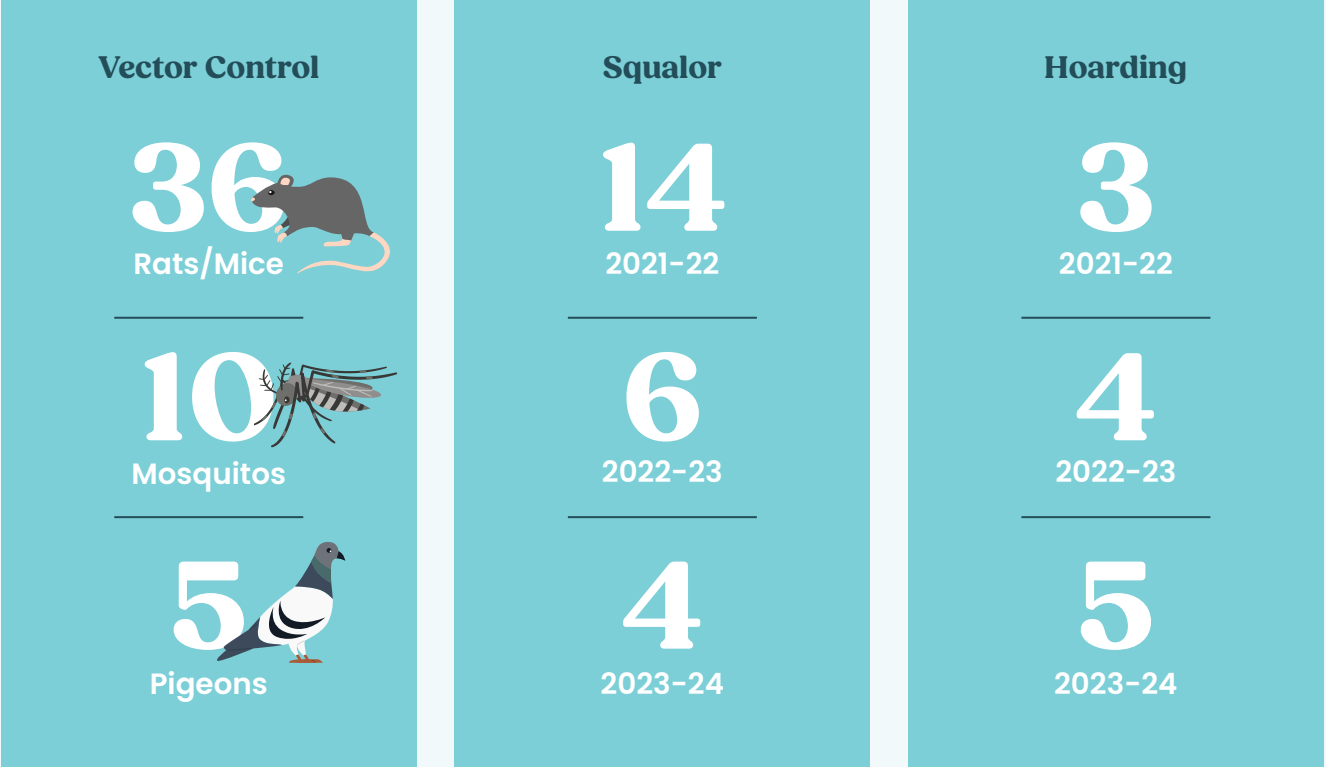 Vector Control
36
Rats/Mice
10
Mosquitos
5
Pigeons
Squalor
14
2021-22
6
2022-23
4
2023-24
Hoarding
3
2021-22
4
2022-23
5
2023-24